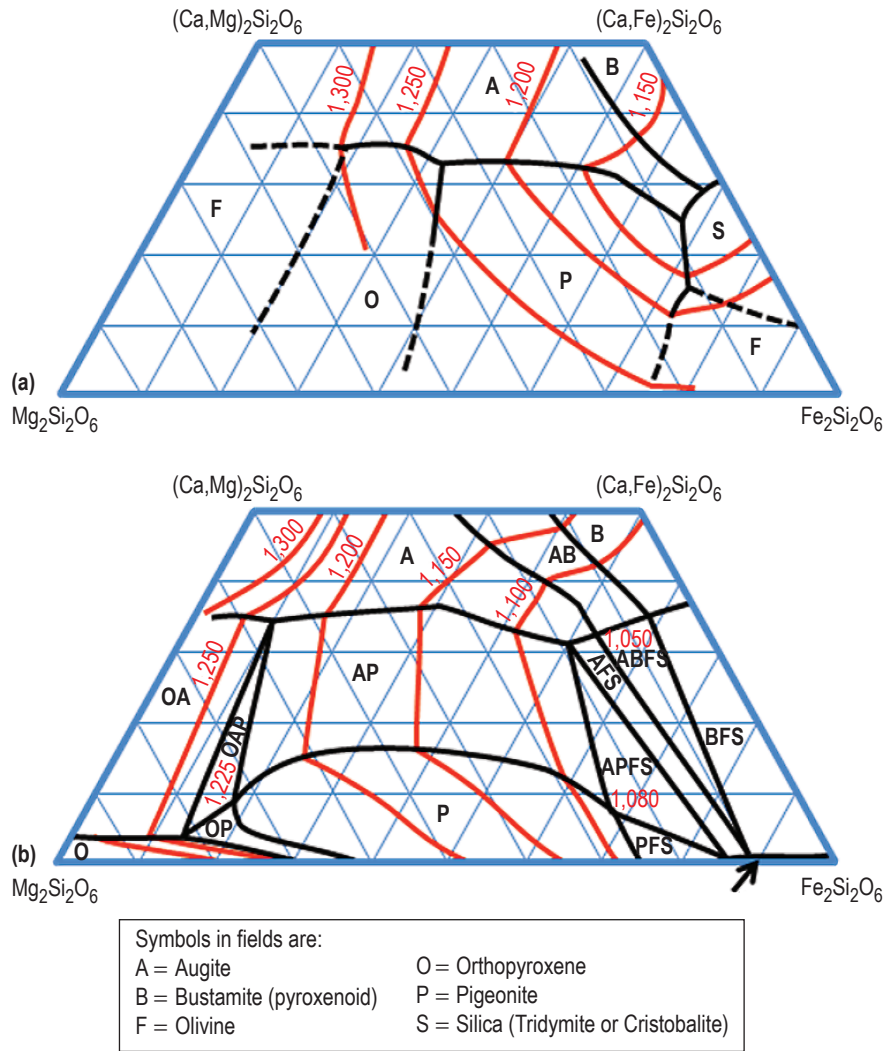 (Ca,Mg)2Si2O6 (Ca,Fe)2Si2O6
1,300 1,250 A 1,200 B 1,150
F S
O P
F
(a)
Mg2Si2O6 Fe2Si2O6
(Ca,Mg)2Si2O6 (Ca,Fe)2Si2O6
1,300 1,200 A 1,150 AB B
1,100
1,050
OA 1,250 AP AFS ABFS
OAP BFS
1,225 APFS
1,080
OP P PFS
O
(b)
Mg2Si2O6 Fe2Si2O6
Symbols in fields are:
A = Augite O = Orthopyroxene
B = Bustamite (pyroxenoid) P = Pigeonite
F = Olivine S = Silica (Tridymite or Cristobalite)